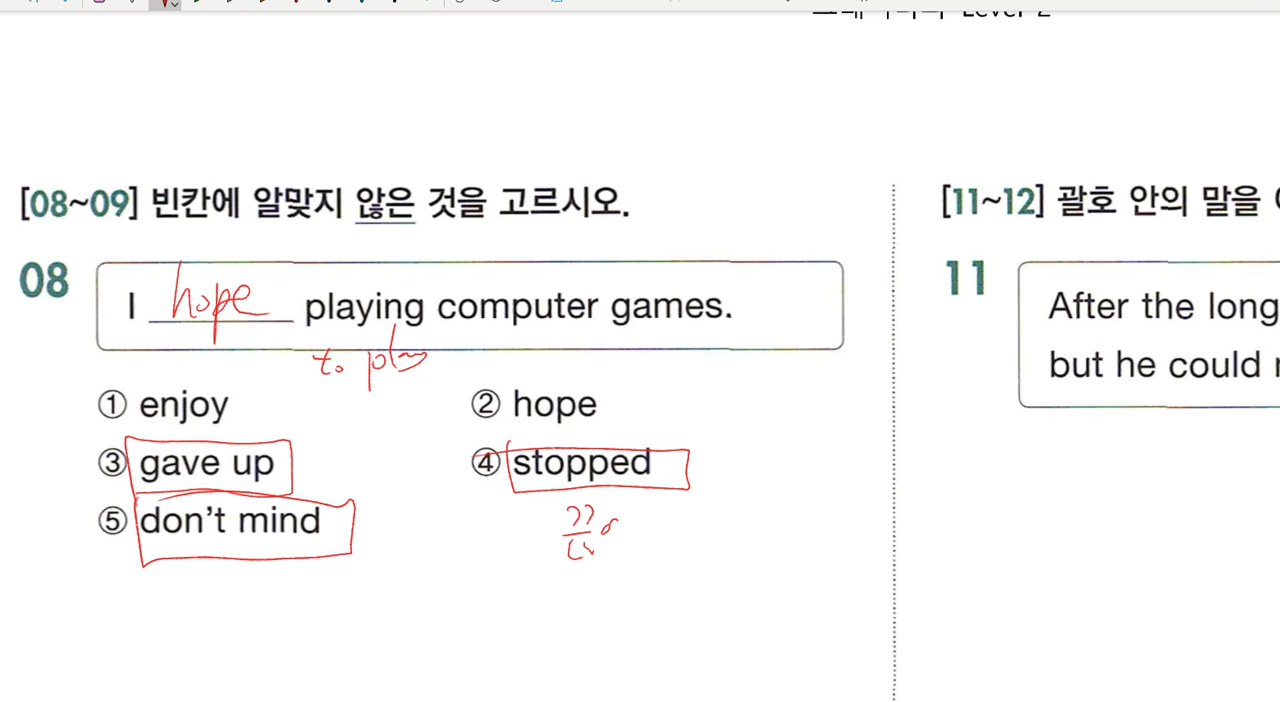 [08~09] 빈칸에 알맞지 않은 것을 고르시오.
08
I hope playing computer games.
to play
① enjoy
② hope
③ gave up
④ stopped
⑤ don't mind
[11~12] 괄호 안의 말을
11
After the long
but he could